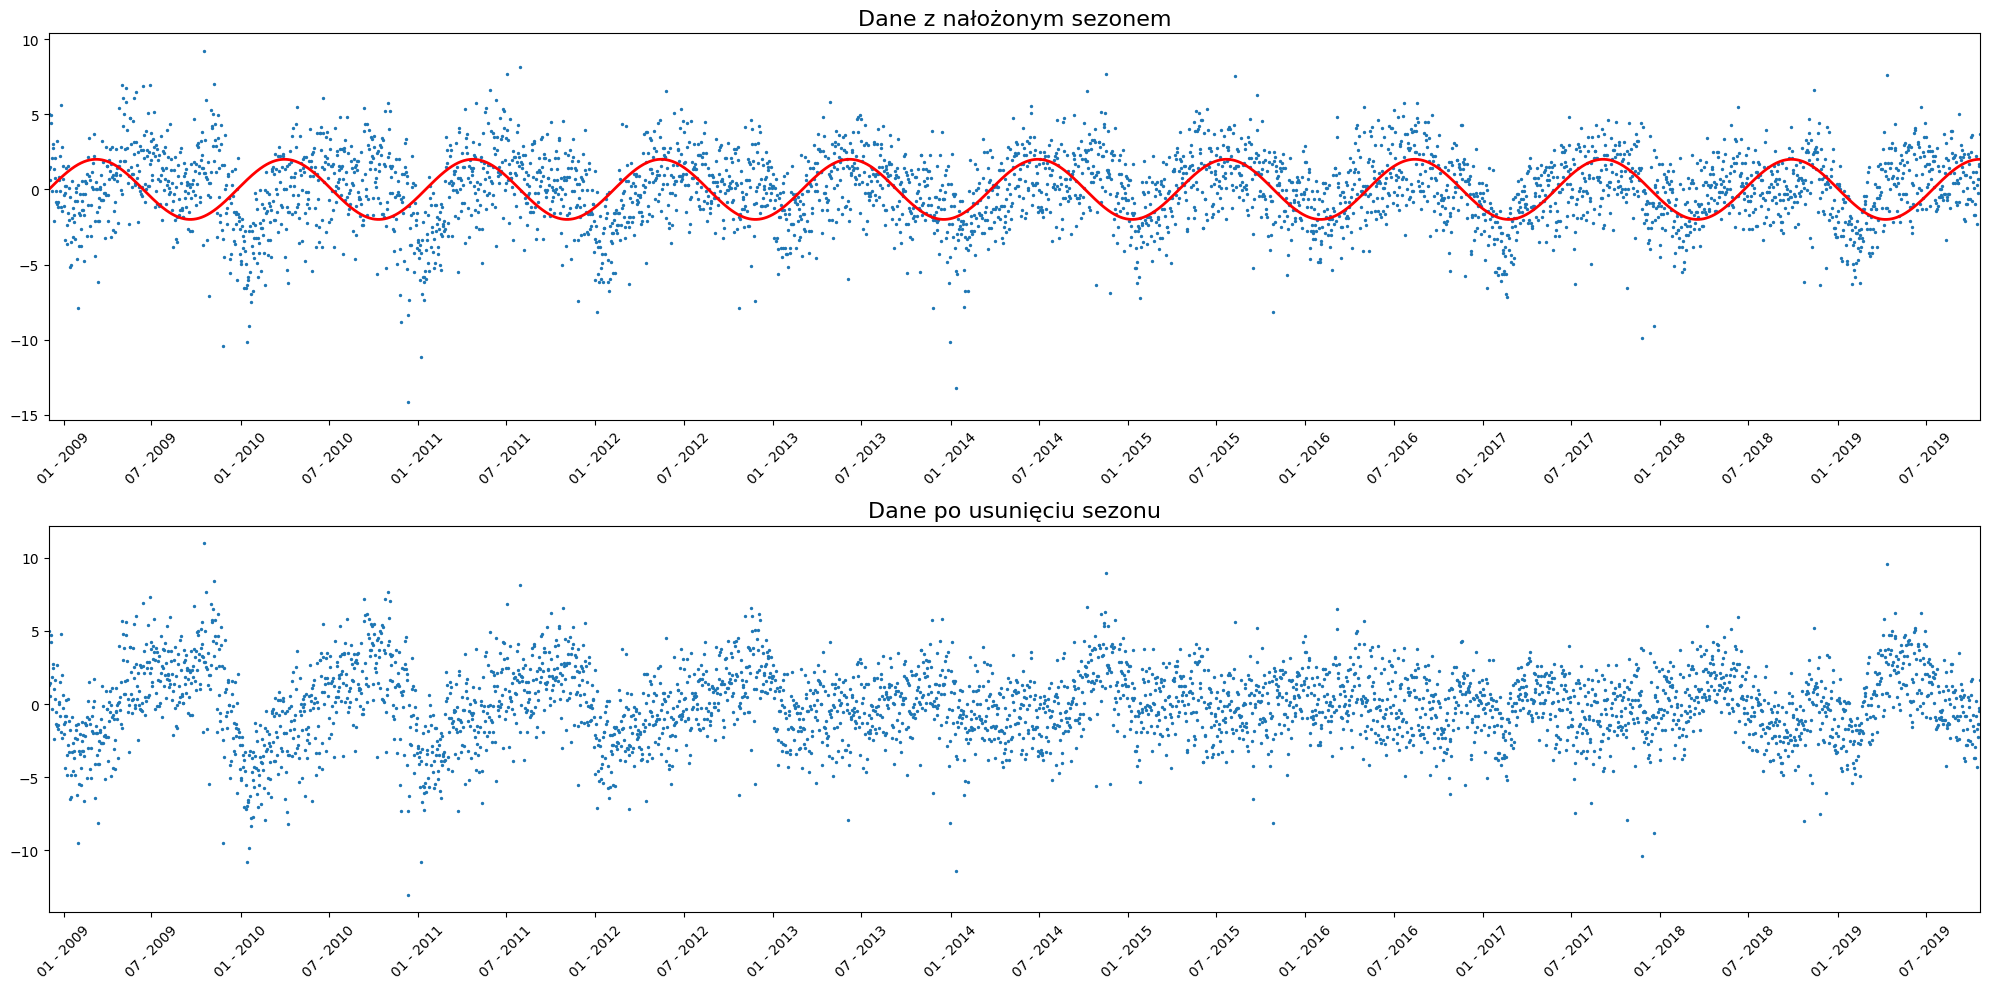 Dane z nałożonym sezonem
10
5
0
−5
−10
−15
01 - 2009
07 - 2009
01 - 2010
07 - 2010
01 - 2011
07 - 2011
01 - 2012
07 - 2012
01 - 2013
07 - 2013
01 - 2014
07 - 2014
01 - 2015
07 - 2015
01 - 2016
07 - 2016
01 - 2017
07 - 2017
01 - 2018
07 - 2018
01 - 2019
07 - 2019
Dane po usunięciu sezonu
10
5
0
−5
−10
01 - 2009
07 - 2009
01 - 2010
07 - 2010
01 - 2011
07 - 2011
01 - 2012
07 - 2012
01 - 2013
07 - 2013
01 - 2014
07 - 2014
01 - 2015
07 - 2015
01 - 2016
07 - 2016
01 - 2017
07 - 2017
01 - 2018
07 - 2018
01 - 2019
07 - 2019